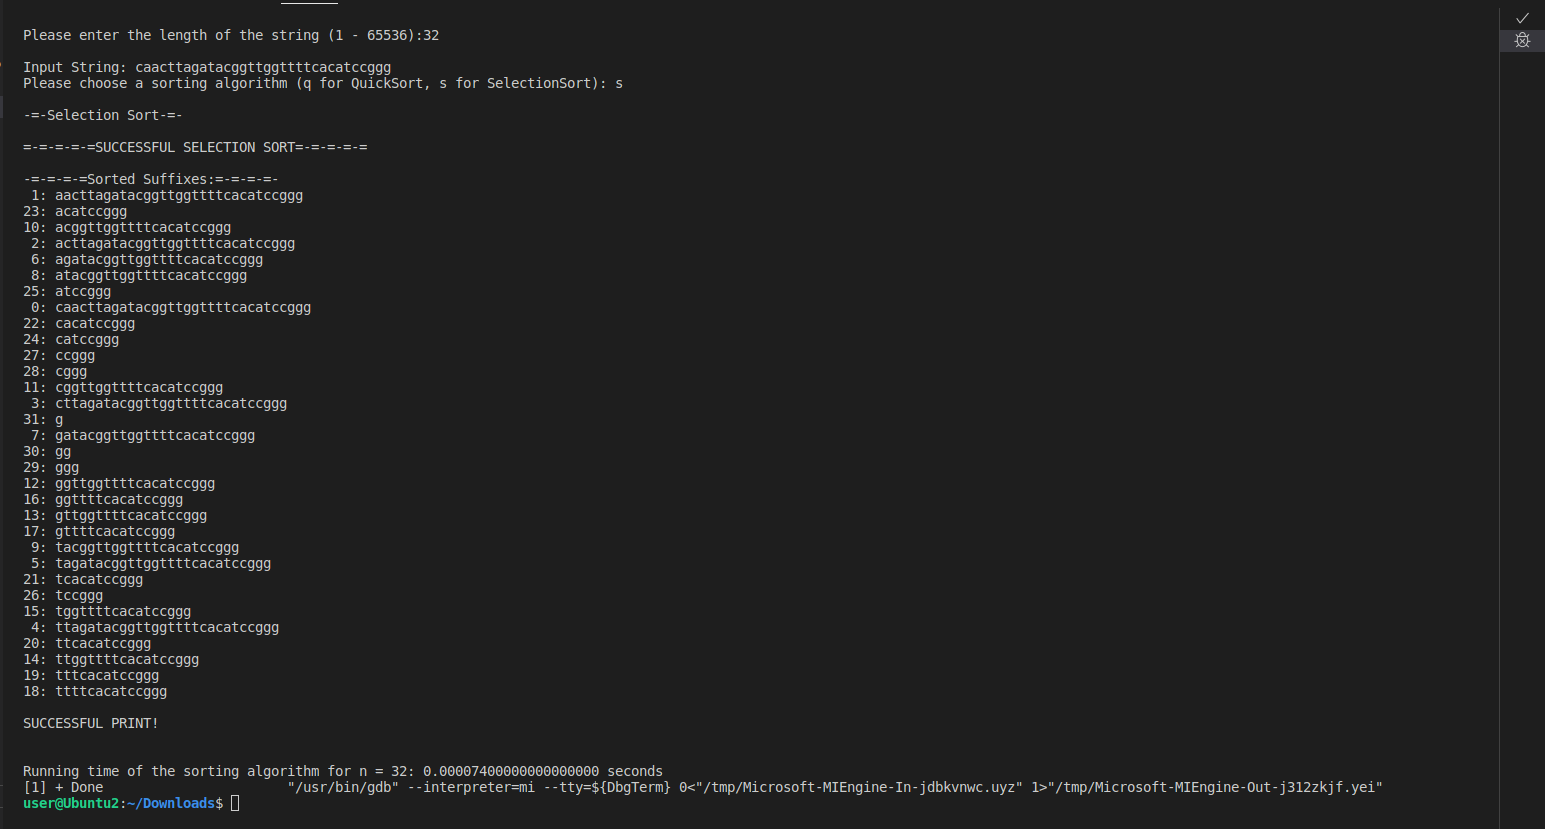 Please enter the length of the string (1 - 65536):32
Input String: caacttagatacggttggttttcacatccggg
Please choose a sorting algorithm (q for QuickSort, s for SelectionSort): s
-=-Selection Sort-=-
=-=-=-=-=SUCCESSFUL SELECTION SORT=-=-=-=-=
-=-=-=-=Sorted Suffixes:=-=-=-=-
1: aacttagatacggttggttttcacatccggg
23: acatccggg
10: acggttggttttcacatccggg
2: acttagatacggttggttttcacatccggg
6: agatacggttggttttcacatccggg
8: atacggttggttttcacatccggg
25: atccggg
0: caacttagatacggttggttttcacatccggg
22: cacatccggg
24: catccggg
27: ccggg
28: cggg
11: cggttggttttcacatccggg
3: cttagatacggttggttttcacatccggg
31: g
7: gatacggttggttttcacatccggg
30: gg
29: ggg
12: ggttggttttcacatccggg
16: ggttttcacatccggg
13: gttggttttcacatccggg
17: gttttcacatccggg
9: tacggttggttttcacatccggg
5: tagatacggttggttttcacatccggg
21: tcacatccggg
26: tccggg
15: tggttttcacatccggg
4: ttagatacggttggttttcacatccggg
20: ttcacatccggg
14: ttggttttcacatccggg
19: tttcacatccggg
18: ttttcacatccggg
SUCCESSFUL PRINT!
Running time of the sorting algorithm for n = 32: 0.00007400000000000000 seconds
[1] + Done                       "/usr/bin/gdb" --interpreter=mi --tty=${DbgTerm} 0<"/tmp/Microsoft-MIEngine-In-jdbkvnwc.uyz" 1>"/tmp/Microsoft-MIEngine-Out-j312zkjf.yei"
user@Ubuntu2:~/Downloads$